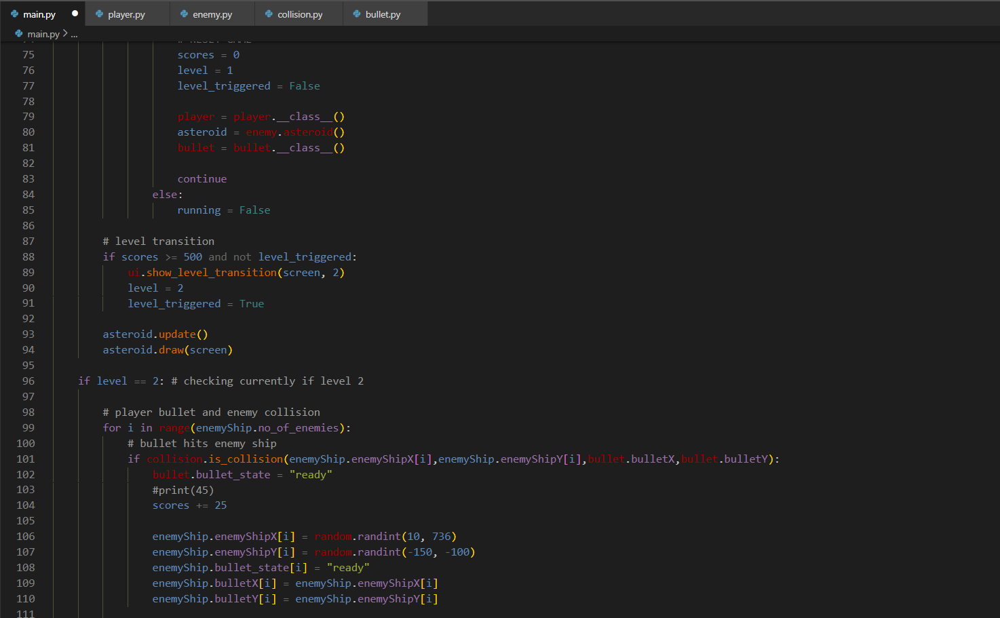 main.py ● player.py enemy.py collision.py bullet.py
main.py > ...
75 scores = 0
76 level = 1
77 level_triggered = False
78
79 player = player.__class__()
80 asteroid = enemy.asteroid()
81 bullet = bullet.__class__()
82
83 continue
84 else:
85 running = False
86
87 # level transition
88 if scores >= 500 and not level_triggered:
89 ui.show_level_transition(screen, 2)
90 level = 2
91 level_triggered = True
92
93 asteroid.update()
94 asteroid.draw(screen)
95
96 if level == 2: # checking currently if level 2
97
98 # player bullet and enemy collision
99 for i in range(enemyShip.no_of_enemies):
100 # bullet hits enemy ship
101 if collision.is_collision(enemyShip.enemyShipX[i],enemyShip.enemyShipY[i],bullet.bulletX,bullet.bulletY):
102 bullet.bullet_state = "ready"
103 #print(45)
104 scores += 25
105
106 enemyShip.enemyShipX[i] = random.randint(10, 736)
107 enemyShip.enemyShipY[i] = random.randint(-150, -100)
108 enemyShip.bullet_state[i] = "ready"
109 enemyShip.bulletX[i] = enemyShip.enemyShipX[i]
110 enemyShip.bulletY[i] = enemyShip.enemyShipY[i]
111